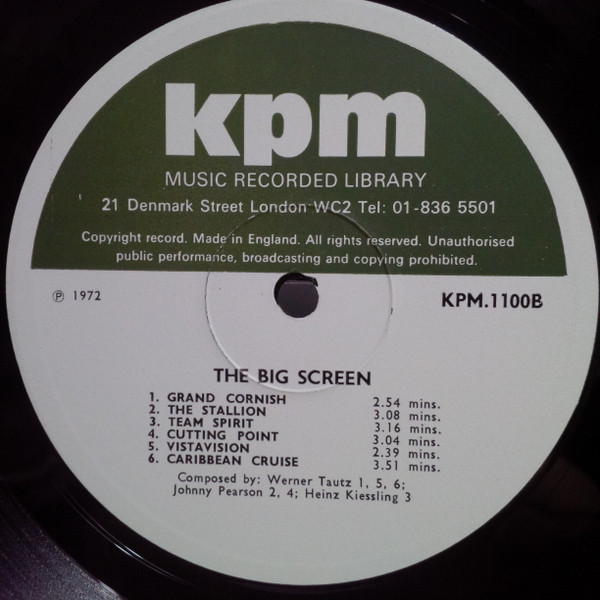 kpm
MUSIC RECORDED LIBRARY
21 Denmark Street London WC2 Tel: 01-836 5501
Copyright record. Made in England. All rights reserved. Unauthorised
public performance, broadcasting and copying prohibited.
℗ 1972 KPM.1100B
THE BIG SCREEN
1. GRAND CORNISH 2.54 mins.
2. THE STALLION 3.08 mins.
3. TEAM SPIRIT 3.16 mins.
4. CUTTING POINT 3.04 mins.
5. VISTAVISION 2.39 mins.
6. CARIBBEAN CRUISE 3.51 mins.
Composed by: Werner Tautz 1, 5, 6;
Johnny Pearson 2, 4; Heinz Kiessling 3